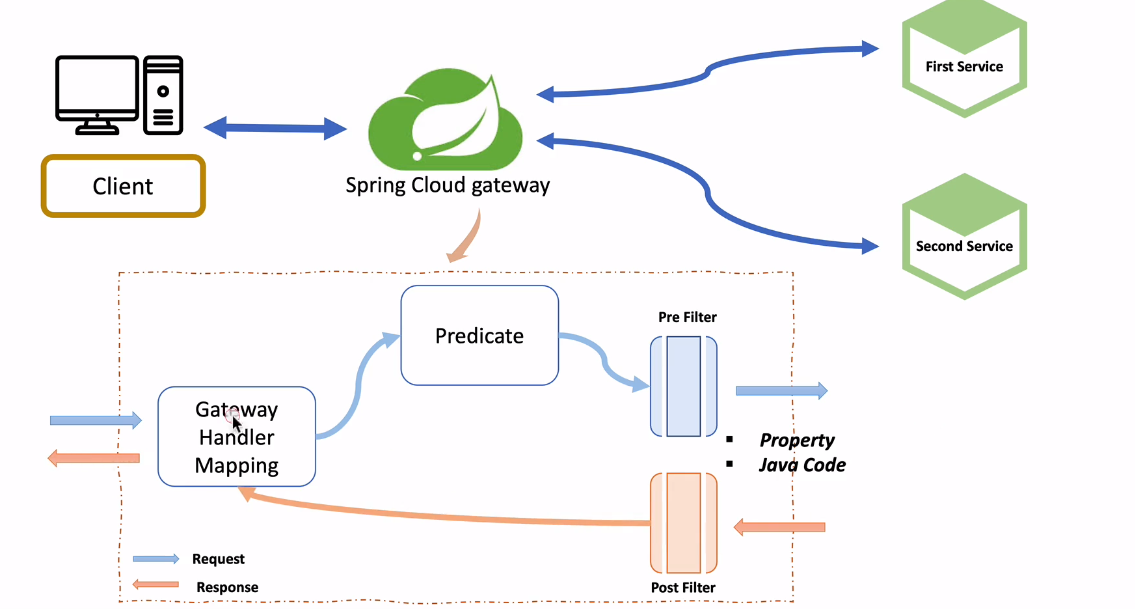 First Service
Client
Spring Cloud gateway
Second Service
Pre Filter
Predicate
Gateway
Handler
Mapping
Property
Java Code
Request
Response
Post Filter